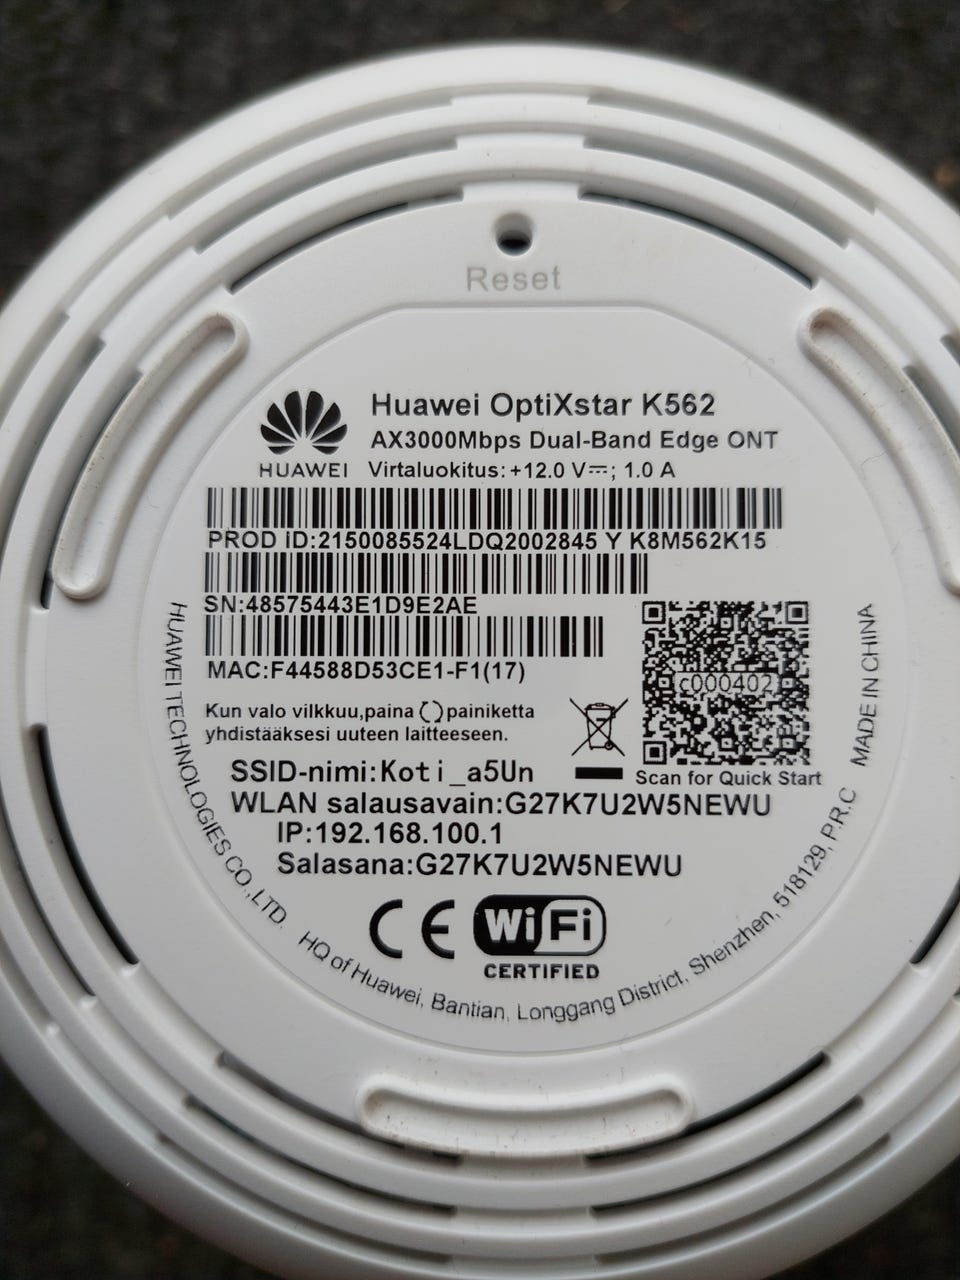 Reset
HUAWEI
Huawei OptiXstar K562
AX3000Mbps Dual-Band Edge ONT
Virtaluokitus: +12.0 V⎓; 1.0 A
PROD ID:2150085524LDQ2002845 Y K8M562K15
SN:48575443E1D9E2AE
MAC:F44588D53CE1-F1(17)
c000402
Kun valo vilkkuu,paina () painiketta
yhdistääksesi uuteen laitteeseen.
Scan for Quick Start
SSID-nimi:Koti_a5Un
WLAN salausavain:G27K7U2W5NEWU
IP:192.168.100.1
Salasana:G27K7U2W5NEWU
CE WiFi
CERTIFIED
HUAWEI TECHNOLOGIES CO.,LTD. HQ of Huawei, Bantian, Longgang District, Shenzhen, 518129, P.R.C MADE IN CHINA